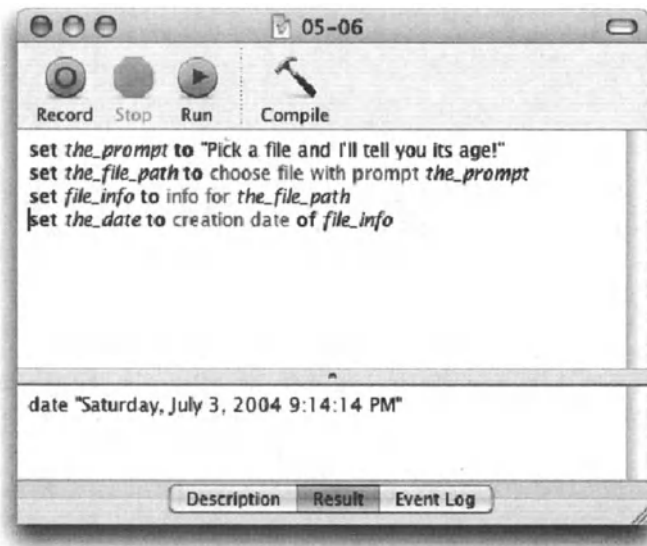 05-06
Record Stop Run Compile
set the_prompt to "Pick a file and I'll tell you its age!"
set the_file_path to choose file with prompt the_prompt
set file_info to info for the_file_path
set the_date to creation date of file_info
date "Saturday, July 3, 2004 9:14:14 PM"
Description Result Event Log